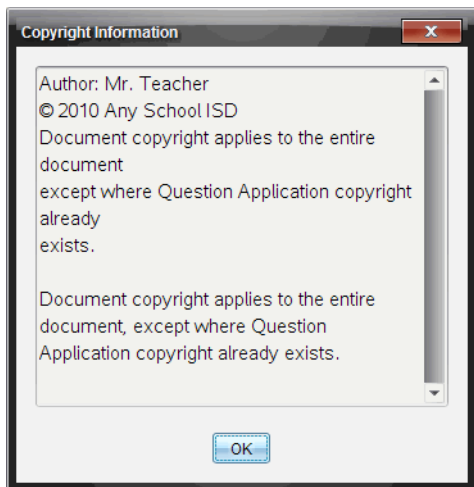 Copyright Information
X
Author: Mr. Teacher
© 2010 Any School ISD
Document copyright applies to the entire
document
except where Question Application copyright
already
exists.
Document copyright applies to the entire
document, except where Question
Application copyright already exists.
OK